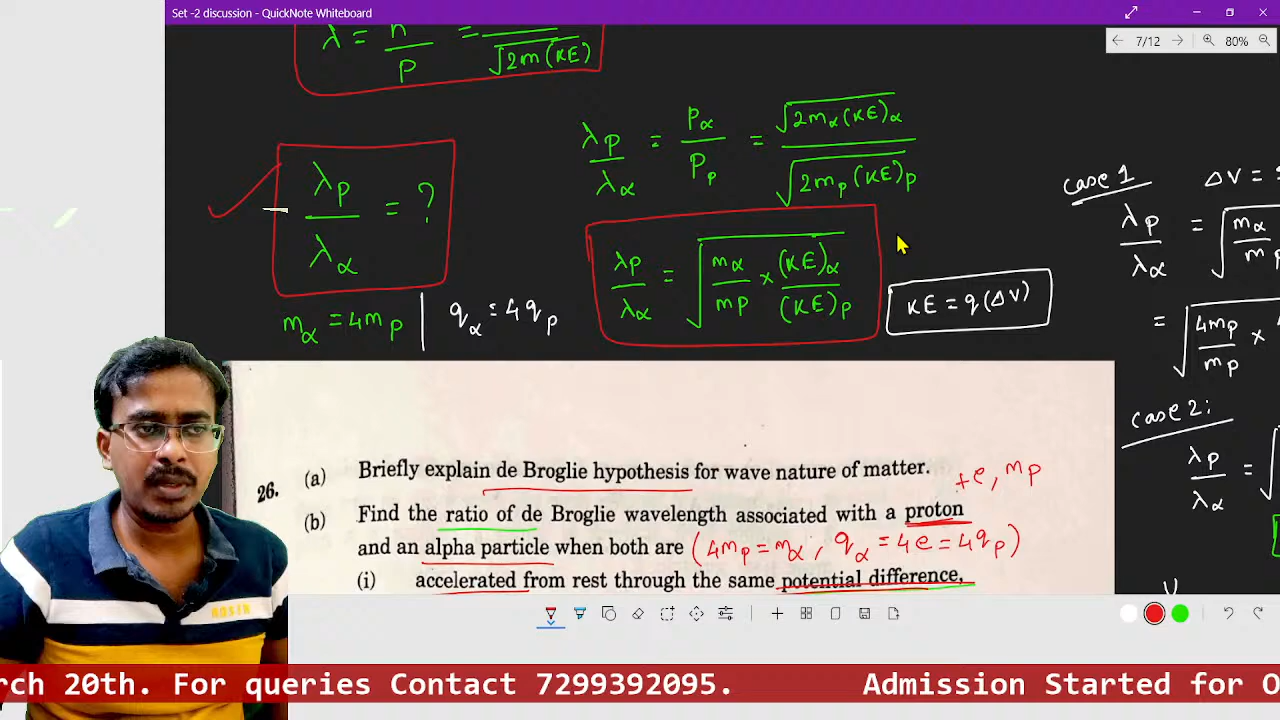 Set -2 discussion - QuickNote Whiteboard
7/12
80%
λ = h/p = /√2m(KE)
λp/λα = ?
λp/λα = pα/pp = √2mα(KE)α / √2mp(KE)p
λp/λα = √mα/mp × (KE)α/(KE)p
KE = q(ΔV)
mα = 4mp | qα = 4qp
case 1
ΔV =
λp/λα = √mα/m
= √4mp/mp ×
case 2:
λp/λα = √
26. (a) Briefly explain de Broglie hypothesis for wave nature of matter.
+e, mp
(b) Find the ratio of de Broglie wavelength associated with a proton
and an alpha particle when both are (4mp = mα, qα = 4e = 4qp)
(i) accelerated from rest through the same potential difference,
rch 20th. For queries Contact 7299392095. Admission Started for O